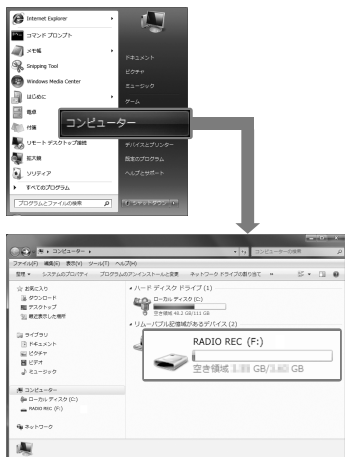 Internet Explorer
コマンド プロンプト
メモ帳
Snipping Tool
Windows Media Center
はじめに
電卓
付箋
リモート デスクトップ接続
拡大鏡
ソリティア
すべてのプログラム
プログラムとファイルの検索
ドキュメント
ピクチャ
ミュージック
ゲーム
コンピューター
デバイスとプリンター
既定のプログラム
ヘルプとサポート
シャットダウン
コンピューター
コンピューターの検索
ファイル(F) 編集(E) 表示(V) ツール(T) ヘルプ(H)
整理 システムのプロパティ プログラムのアンインストールと変更 ネットワーク ドライブの割り当て »
お気に入り
ダウンロード
デスクトップ
最近表示した場所
ライブラリ
ドキュメント
ピクチャ
ビデオ
ミュージック
コンピューター
ローカル ディスク (C:)
RADIO REC (F:)
ネットワーク
ハード ディスク ドライブ (1)
ローカル ディスク (C:)
空き領域 48.2 GB/111 GB
リムーバブル記憶域があるデバイス (2)
RADIO REC (F:)
空き領域 GB/ GB